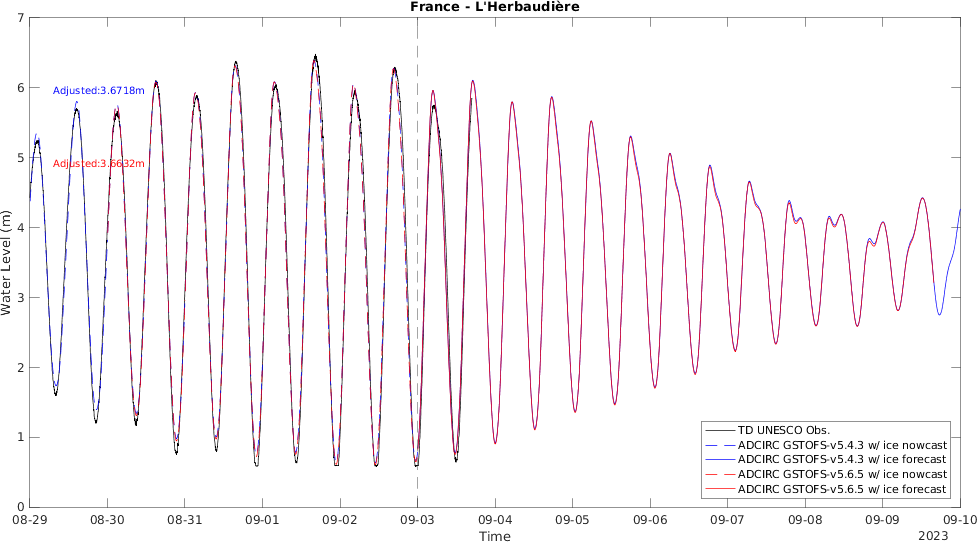 France - L'Herbaudière
Water Level (m)
7
6
5
4
3
2
1
0
Adjusted:3.6718m
Adjusted:3.6632m
TD UNESCO Obs.
ADCIRC GSTOFS-v5.4.3 w/ ice nowcast
ADCIRC GSTOFS-v5.4.3 w/ ice forecast
ADCIRC GSTOFS-v5.6.5 w/ ice nowcast
ADCIRC GSTOFS-v5.6.5 w/ ice forecast
08-29 08-30 08-31 09-01 09-02 09-03 09-04 09-05 09-06 09-07 09-08 09-09 09-10
Time
2023